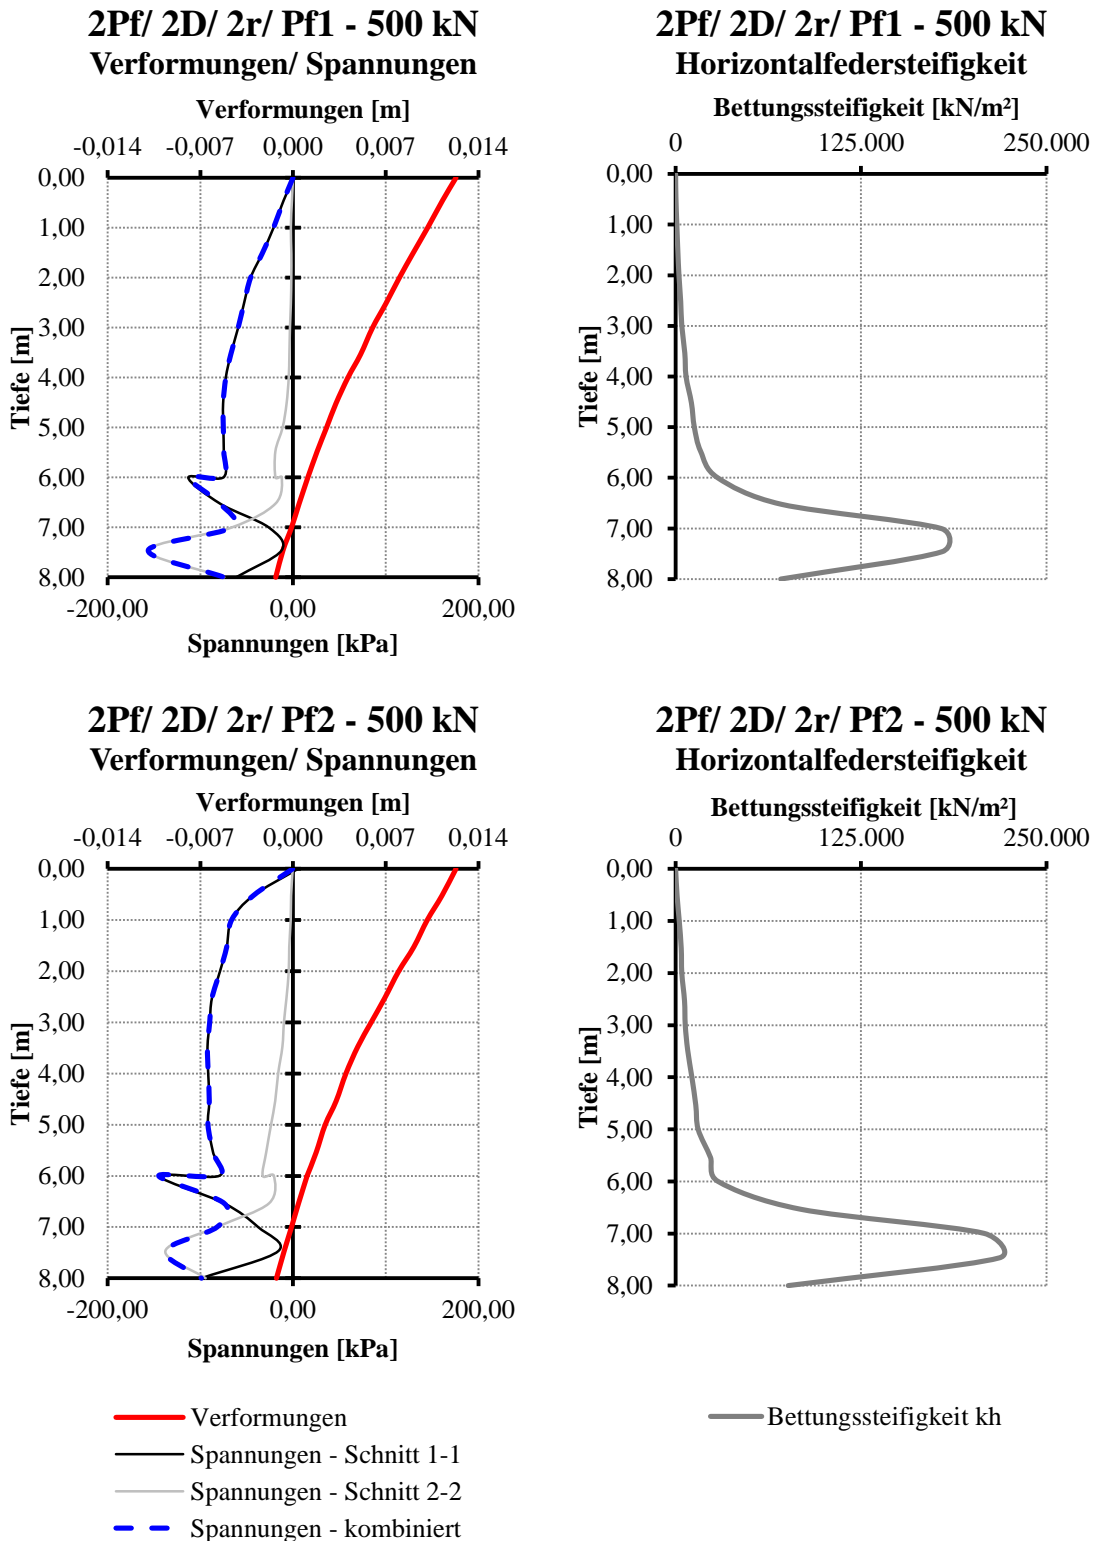 2Pf/ 2D/ 2r/ Pf1 - 500 kN
Verformungen/ Spannungen
Verformungen [m]
-0,014 -0,007 0,000 0,007 0,014
0,00
1,00
2,00
3,00
4,00
5,00
6,00
7,00
8,00
Tiefe [m]
-200,00 0,00 200,00
Spannungen [kPa]
2Pf/ 2D/ 2r/ Pf1 - 500 kN
Horizontalfedersteifigkeit
Bettungssteifigkeit [kN/m²]
0 125.000 250.000
0,00
1,00
2,00
3,00
4,00
5,00
6,00
7,00
8,00
Tiefe [m]
2Pf/ 2D/ 2r/ Pf2 - 500 kN
Verformungen/ Spannungen
Verformungen [m]
-0,014 -0,007 0,000 0,007 0,014
0,00
1,00
2,00
3,00
4,00
5,00
6,00
7,00
8,00
Tiefe [m]
-200,00 0,00 200,00
Spannungen [kPa]
2Pf/ 2D/ 2r/ Pf2 - 500 kN
Horizontalfedersteifigkeit
Bettungssteifigkeit [kN/m²]
0 125.000 250.000
0,00
1,00
2,00
3,00
4,00
5,00
6,00
7,00
8,00
Tiefe [m]
Verformungen
Spannungen - Schnitt 1-1
Spannungen - Schnitt 2-2
Spannungen - kombiniert
Bettungssteifigkeit kh